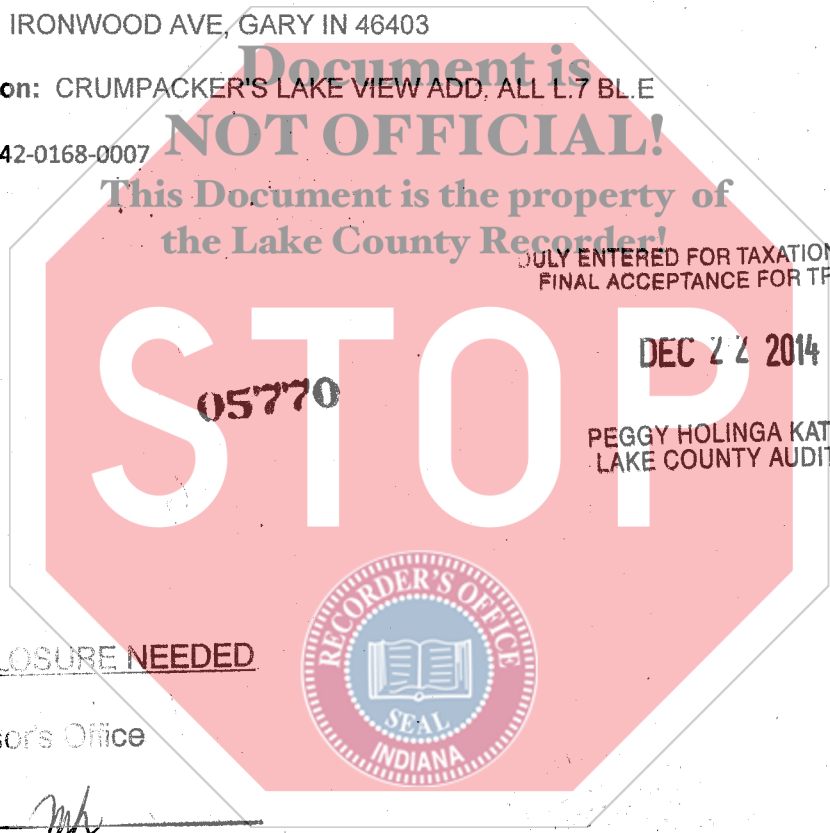 IRONWOOD AVE, GARY IN 46403
Document is
on: CRUMPACKER'S LAKE VIEW ADD. ALL L.7 BL.E
NOT OFFICIAL!
42-0168-0007
This Document is the property of
the Lake County Recorder!
DULY ENTERED FOR TAXATION
FINAL ACCEPTANCE FOR TR
STOP
DEC 22 2014
05770
PEGGY HOLINGA KAT
LAKE COUNTY AUDIT
RECORDER'S OFFICE
SEAL
INDIANA
LOSURE NEEDED
sor's Office